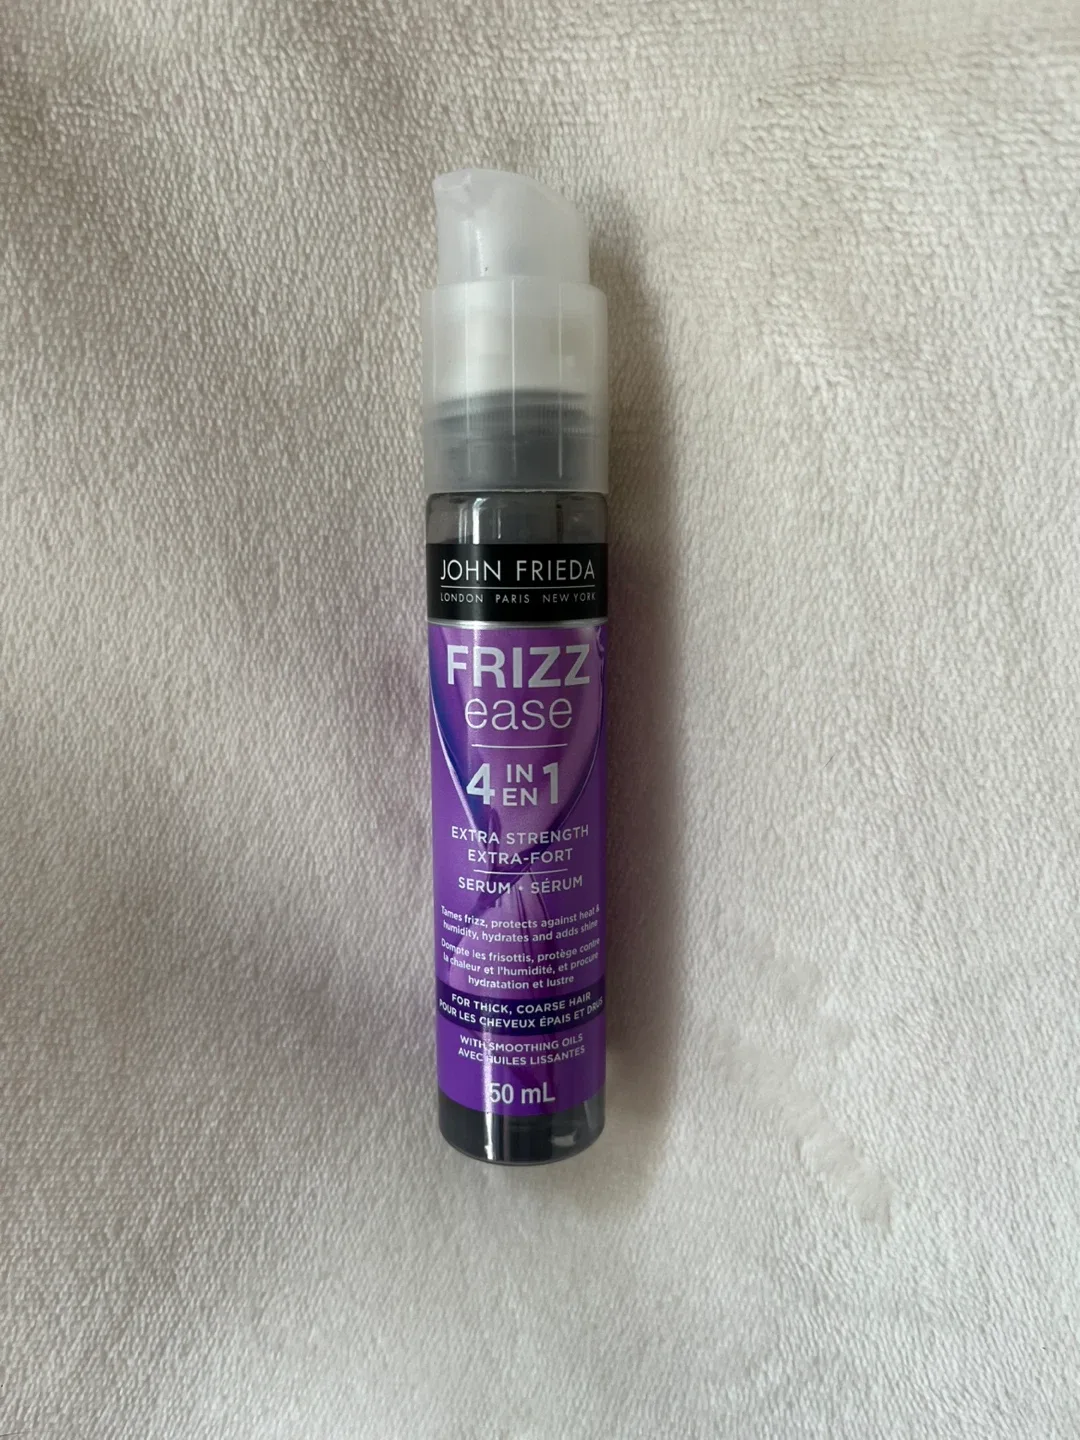 JOHN FRIEDA
LONDON PARIS NEW YORK
FRIZZ
ease
4 IN 1
EN
EXTRA STRENGTH
EXTRA-FORT
SERUM • SÉRUM
Tames frizz, protects against heat &
humidity, hydrates and adds shine
Dompte les frisottis, protège contre
la chaleur et l'humidité, et procure
hydratation et lustre
FOR THICK, COARSE HAIR
POUR LES CHEVEUX ÉPAIS ET DRUS
WITH SMOOTHING OILS
AVEC HUILES LISSANTES
50 mL